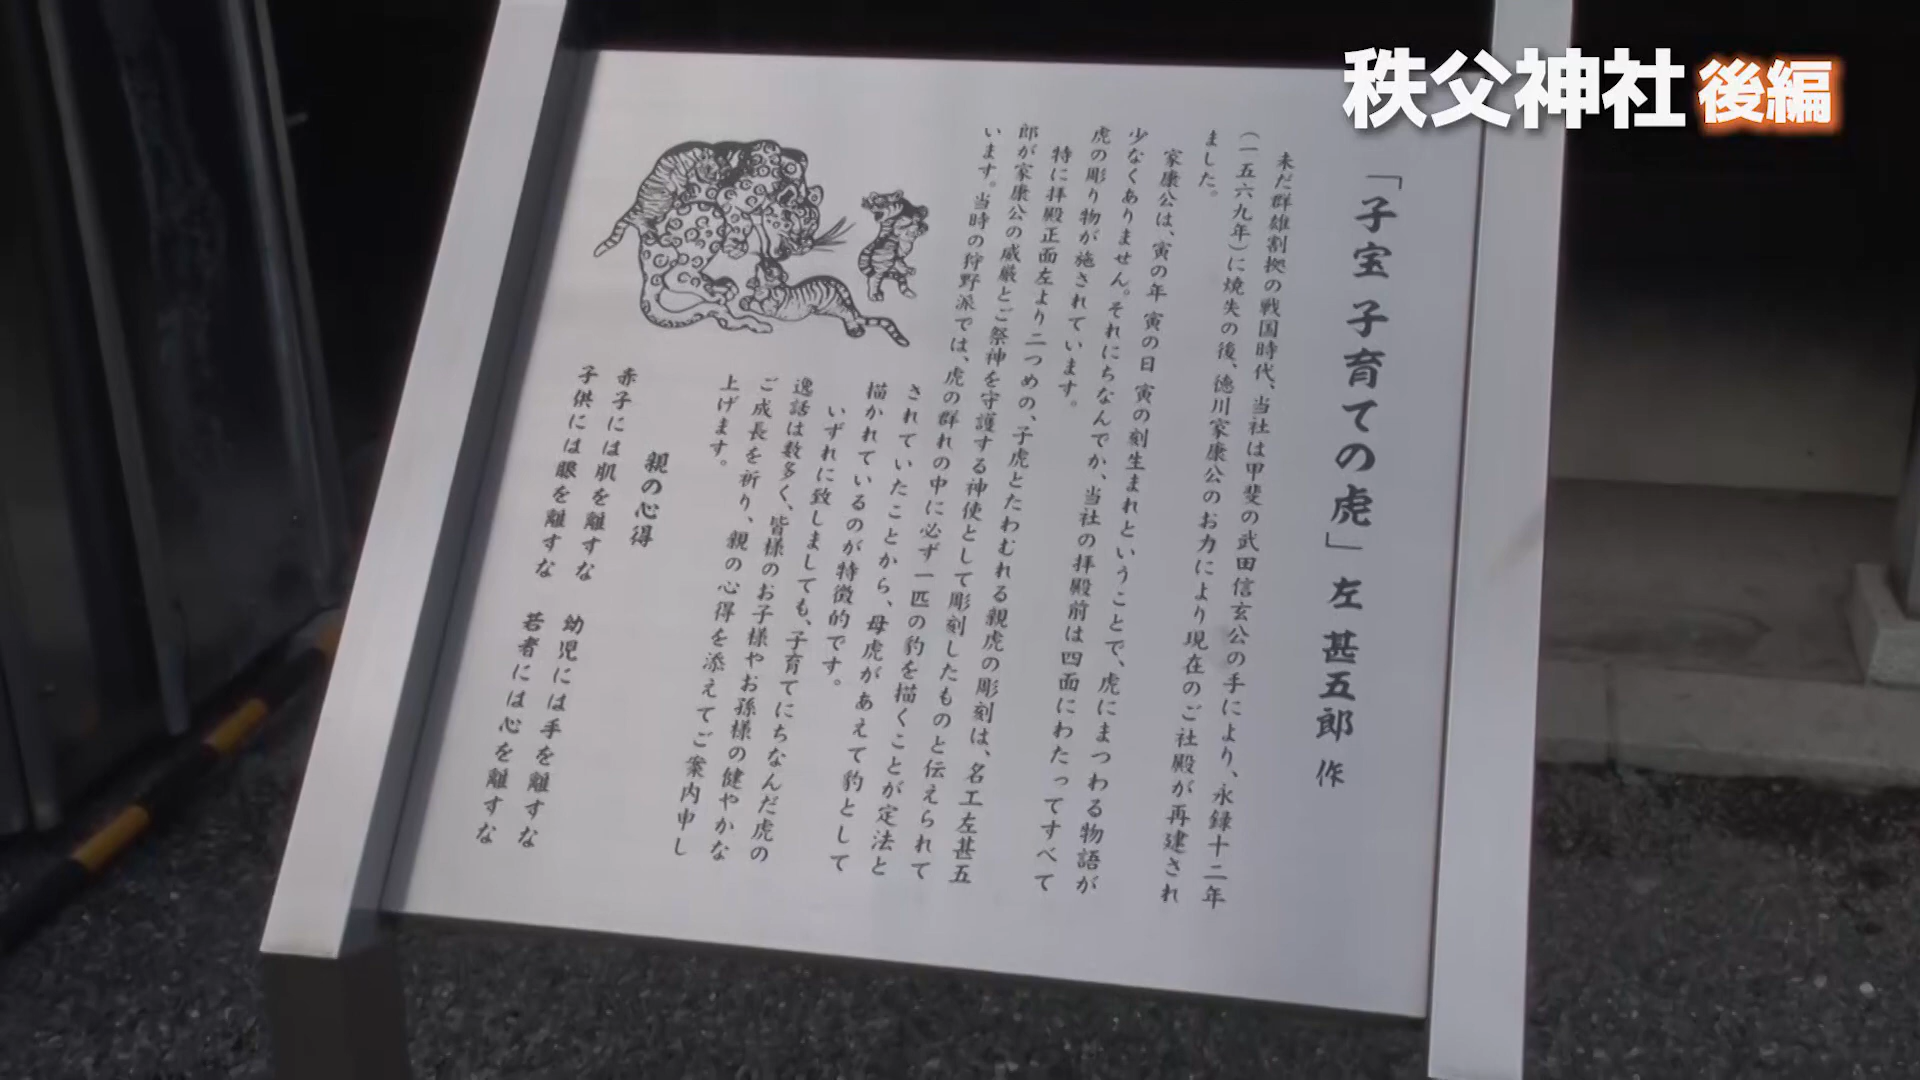 秩父神社 後編
「子宝 子育ての虎」 左 甚五郎 作
未だ群雄割拠の戦国時代、当社は甲斐の武田信玄公の手により、永録十二年
（一五六九年）に焼失の後、徳川家康公のお力により現在のご社殿が再建され
ました。
家康公は、寅の年 寅の日 寅の刻生まれということで、虎にまつわる物語が
少なくありません。それにちなんでか、当社の拝殿前は四面にわたってすべて
虎の彫り物が施されています。
特に拝殿正面左より二つめの、子虎とたわむれる親虎の彫刻は、名工左甚五
郎が家康公の威厳とご祭神を守護する神使として彫刻したものと伝えられて
います。当時の狩野派では、虎の群れの中に必ず一匹の豹を描くことが定法と
されていたことから、母虎があえて豹として
描かれているのが特徴的です。
いずれに致しましても、子育てにちなんだ虎の
逸話は数多く、皆様のお子様やお孫様の健やかな
ご成長を祈り、親の心得を添えてご案内申し
上げます。
親の心得
赤子には肌を離すな 幼児には手を離すな
子供には眼を離すな 若者には心を離すな